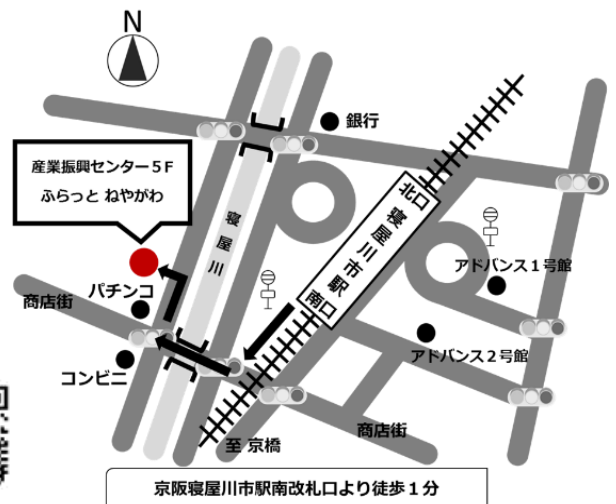 N
銀行
産業振興センター５Ｆ
ふらっと ねやがわ
北口
寝屋川市駅
南口
寝屋川
アドバンス１号館
パチンコ
商店街
アドバンス２号館
コンビニ
商店街
至 京橋
京阪寝屋川市駅南改札口より徒歩１分